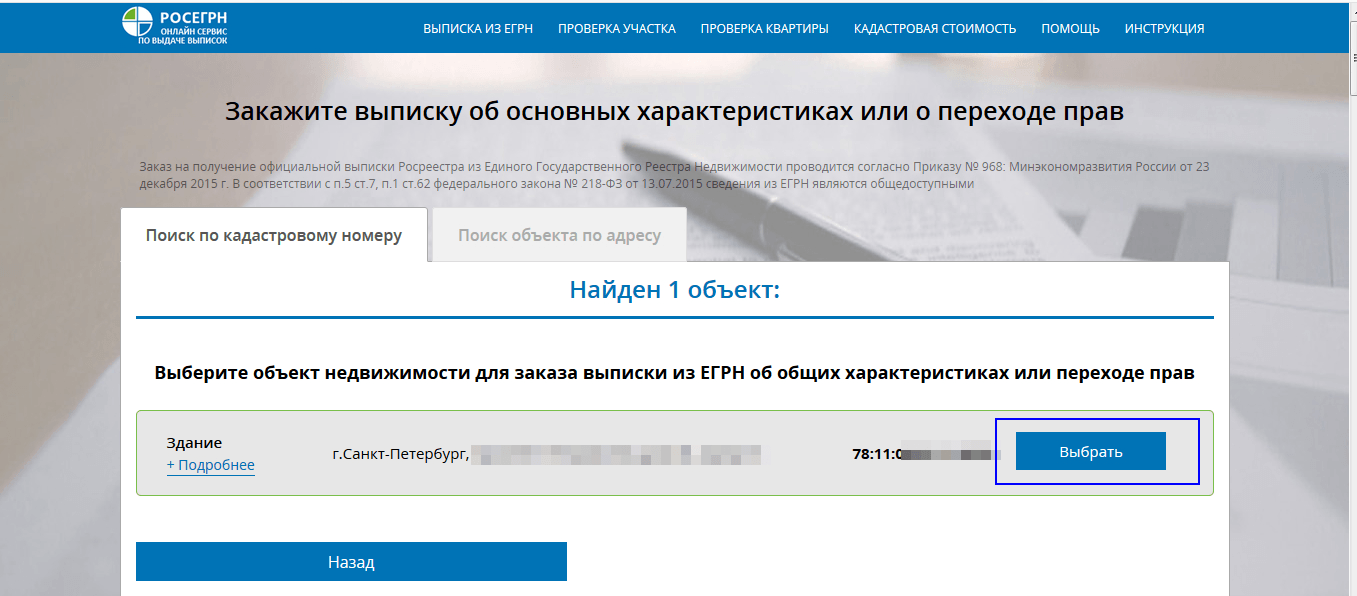 РОСЕГРН
ОНЛАЙН СЕРВИС
ПО ВЫДАЧЕ ВЫПИСОК
ВЫПИСКА ИЗ ЕГРН ПРОВЕРКА УЧАСТКА ПРОВЕРКА КВАРТИРЫ КАДАСТРОВАЯ СТОИМОСТЬ ПОМОЩЬ ИНСТРУКЦИЯ
Закажите выписку об основных характеристиках или о переходе прав
Заказ на получение официальной выписки Росреестра из Единого Государственного Реестра Недвижимости проводится согласно Приказу № 968: Минэкономразвития России от 23
декабря 2015 г. В соответствии с п.5 ст.7, п.1 ст.62 федерального закона № 218-ФЗ от 13.07.2015 сведения из ЕГРН являются общедоступными
Поиск по кадастровому номеру Поиск объекта по адресу
Найден 1 объект:
Выберите объект недвижимости для заказа выписки из ЕГРН об общих характеристиках или переходе прав
Здание
+ Подробнее
г.Санкт-Петербург, 78:11:0
Выбрать
Назад